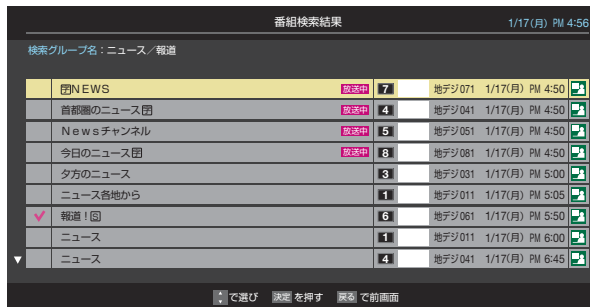 番組検索結果 1/17(月) PM 4:56
検索グループ名：ニュース／報道
字NEWS 放送中 7 地デジ071 1/17(月) PM 4:50
首都圏のニュース字 放送中 4 地デジ041 1/17(月) PM 4:50
Newsチャンネル 放送中 5 地デジ051 1/17(月) PM 4:50
今日のニュース字 放送中 8 地デジ081 1/17(月) PM 4:50
夕方のニュース 3 地デジ031 1/17(月) PM 5:00
ニュース各地から 1 地デジ011 1/17(月) PM 5:05
報道！S 6 地デジ061 1/17(月) PM 5:50
ニュース 1 地デジ011 1/17(月) PM 6:00
ニュース 4 地デジ041 1/17(月) PM 6:45
で選び 決定 を押す 戻る で前画面